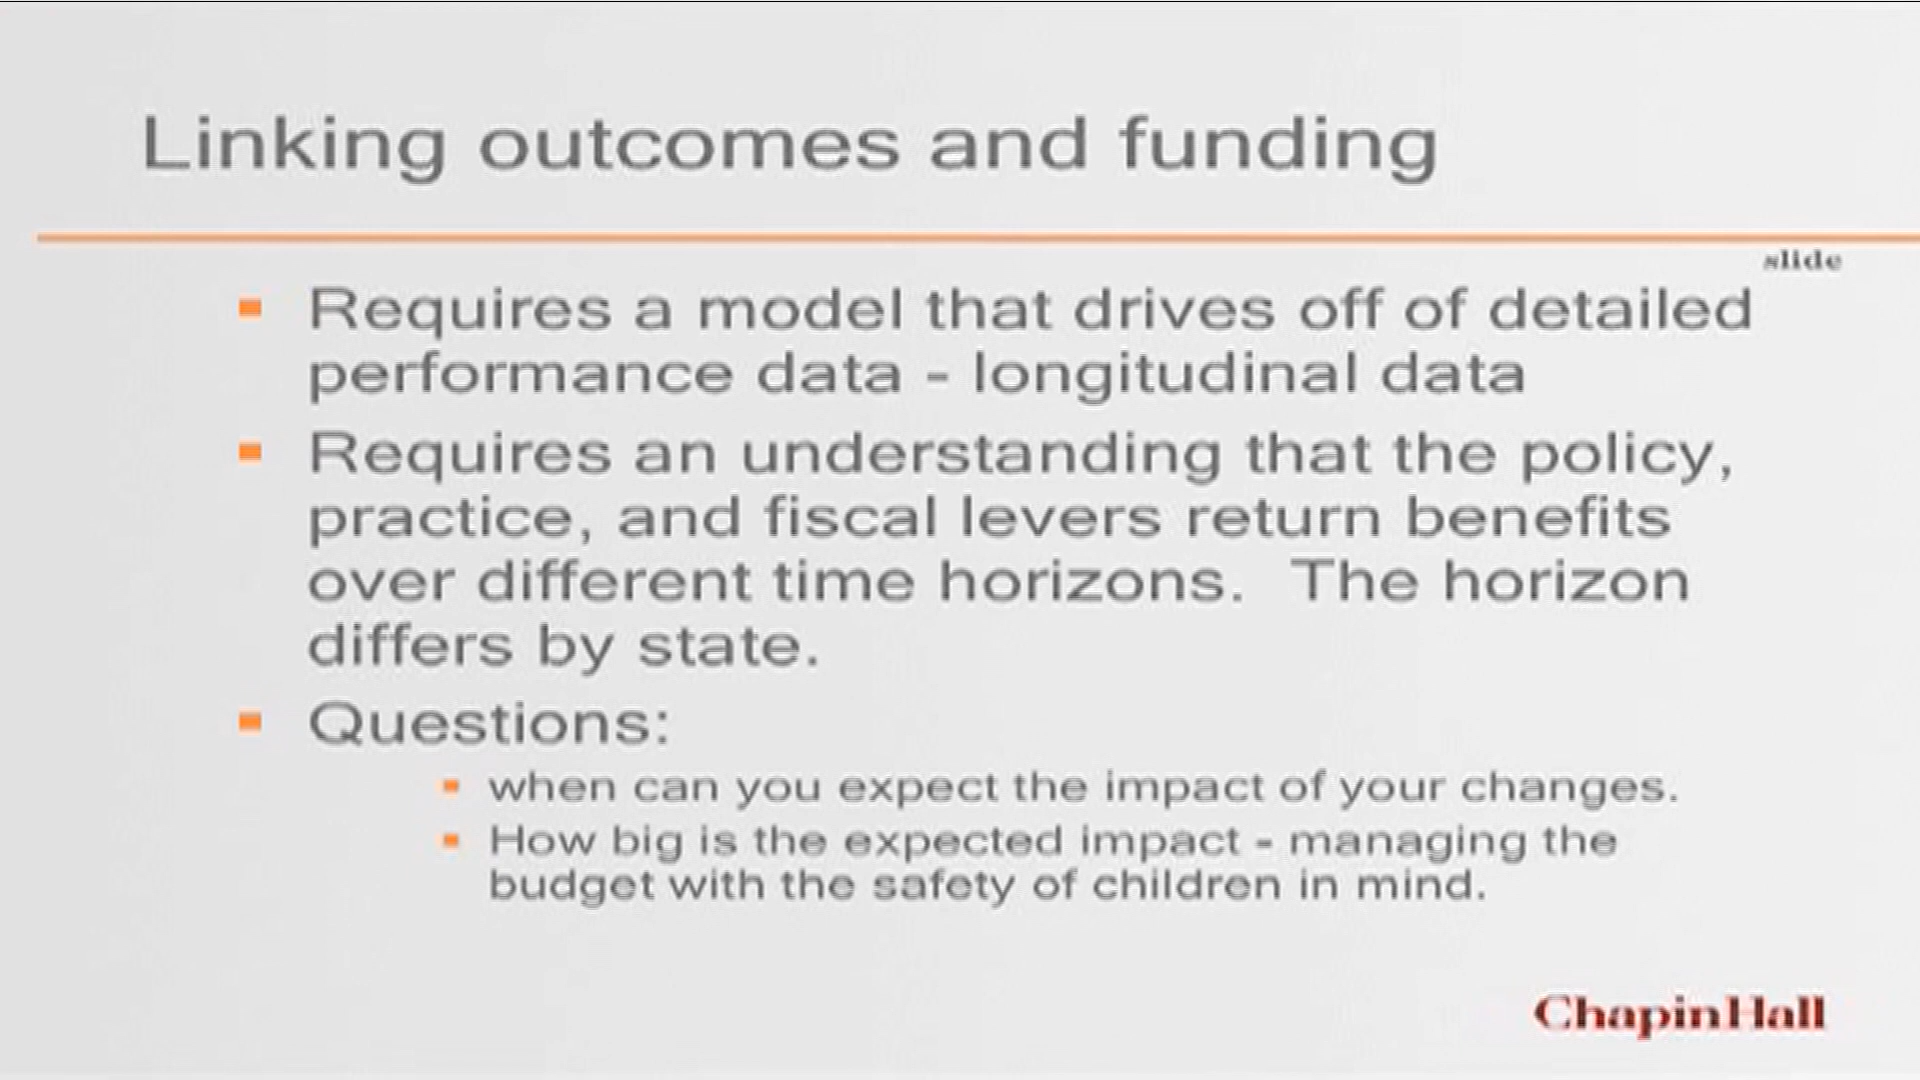 Linking outcomes and funding
slide
Requires a model that drives off of detailed
performance data - longitudinal data
Requires an understanding that the policy,
practice, and fiscal levers return benefits
over different time horizons.  The horizon
differs by state.
Questions:
when can you expect the impact of your changes.
How big is the expected impact - managing the
budget with the safety of children in mind.
ChapinHall